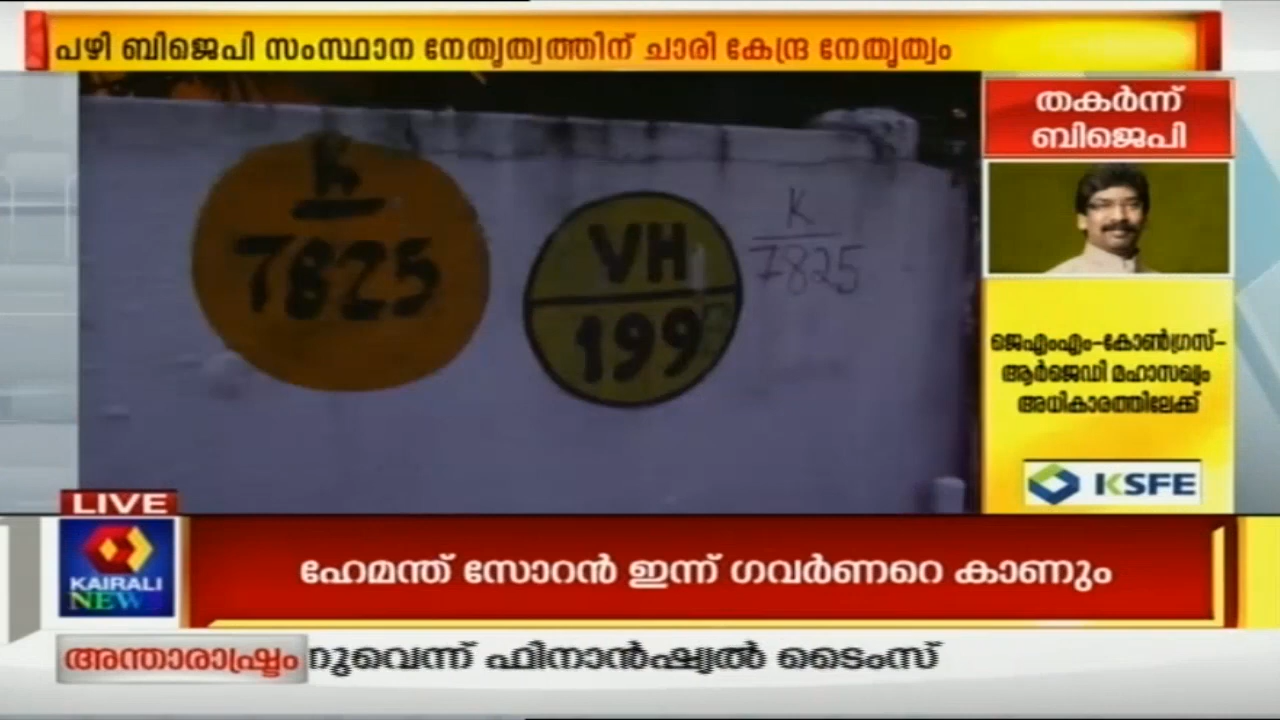 പഴി ബിജെപി സംസ്ഥാന നേതൃത്വത്തിന് ചാരി കേന്ദ്ര നേതൃത്വം
തകർന്ന്
ബിജെപി
K
7825
VH
199
K
7825
ജെഎംഎം-കോൺഗ്രസ്-
ആർജെഡി മഹാസഖ്യം
അധികാരത്തിലേക്ക്
KSFE
LIVE
KAIRALI
NEW
ഹേമന്ത് സോറൻ ഇന്ന് ഗവർണറെ കാണും
അന്താരാഷ്ട്രം
റുവെന്ന് ഫിനാൻഷ്യൽ ടൈംസ്